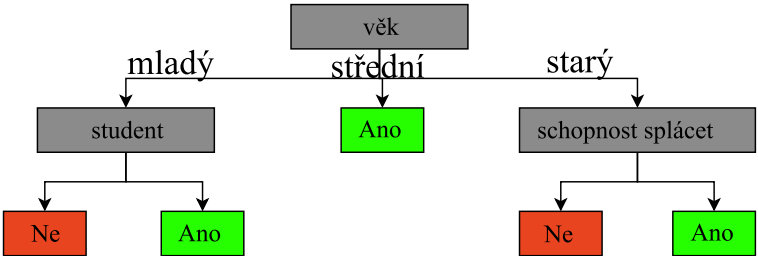 věk
mladý
střední
starý
student
Ano
schopnost splácet
Ne
Ano
Ne
Ano